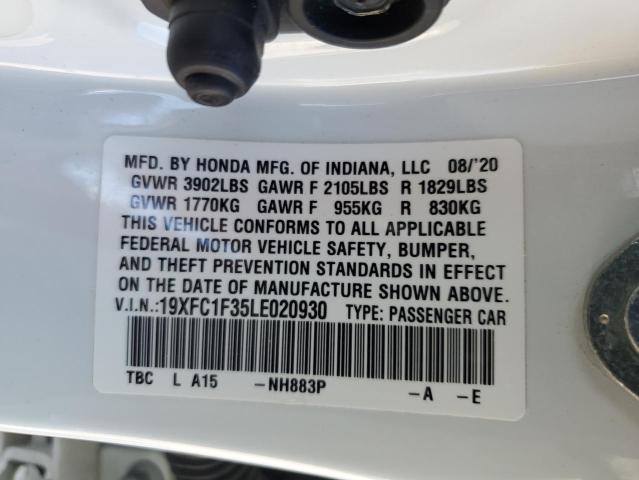 MFD. BY HONDA MFG. OF INDIANA, LLC 08/'20
GVWR 3902LBS GAWR F 2105LBS R 1829LBS
GVWR 1770KG GAWR F 955KG R 830KG
THIS VEHICLE CONFORMS TO ALL APPLICABLE
FEDERAL MOTOR VEHICLE SAFETY, BUMPER,
AND THEFT PREVENTION STANDARDS IN EFFECT
ON THE DATE OF MANUFACTURE SHOWN ABOVE.
V.I.N.:19XFC1F35LE020930 TYPE: PASSENGER CAR
TBC L A15 -NH883P -A -E